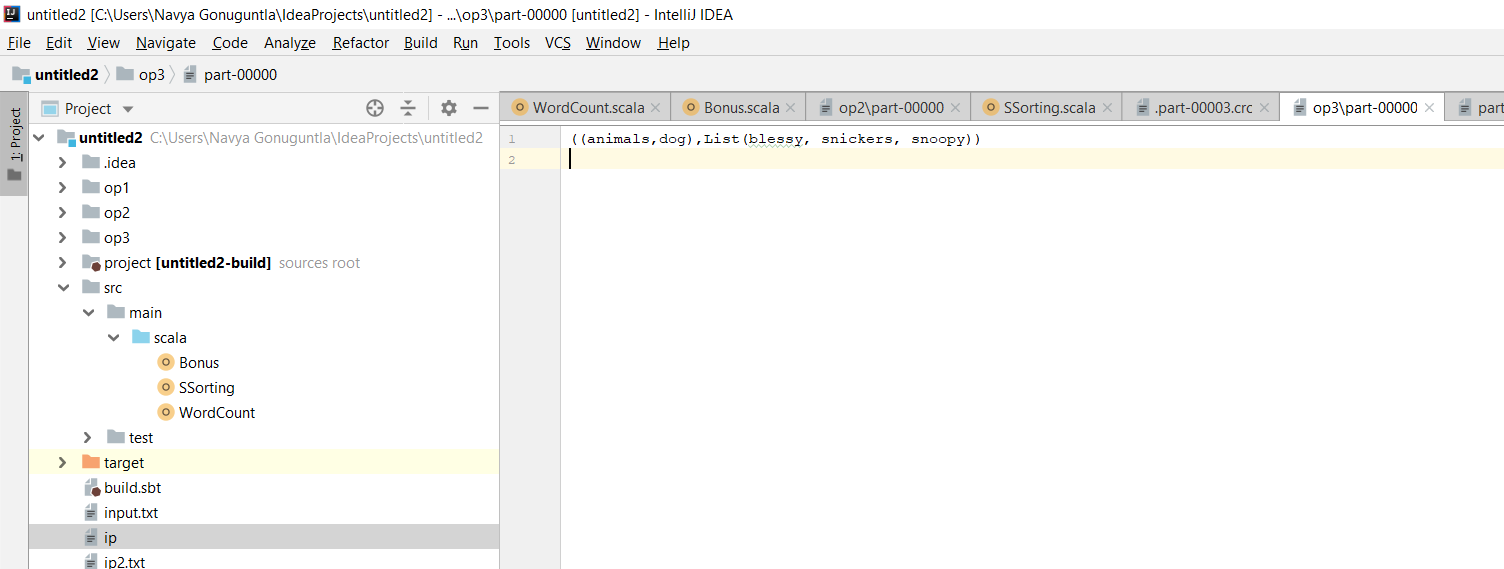 untitled2 [C:\Users\Navya Gonuguntla\IdeaProjects\untitled2] - ...\op3\part-00000 [untitled2] - IntelliJ IDEA
File Edit View Navigate Code Analyze Refactor Build Run Tools VCS Window Help
untitled2 op3 part-00000
1: Project
Project
WordCount.scala Bonus.scala op2\part-00000 SSorting.scala .part-00003.crc op3\part-00000 part
untitled2 C:\Users\Navya Gonuguntla\IdeaProjects\untitled2
.idea
op1
op2
op3
project [untitled2-build] sources root
src
main
scala
Bonus
SSorting
WordCount
test
target
build.sbt
input.txt
ip
ip2.txt
1 ((animals,dog),List(blessy, snickers, snoopy))
2